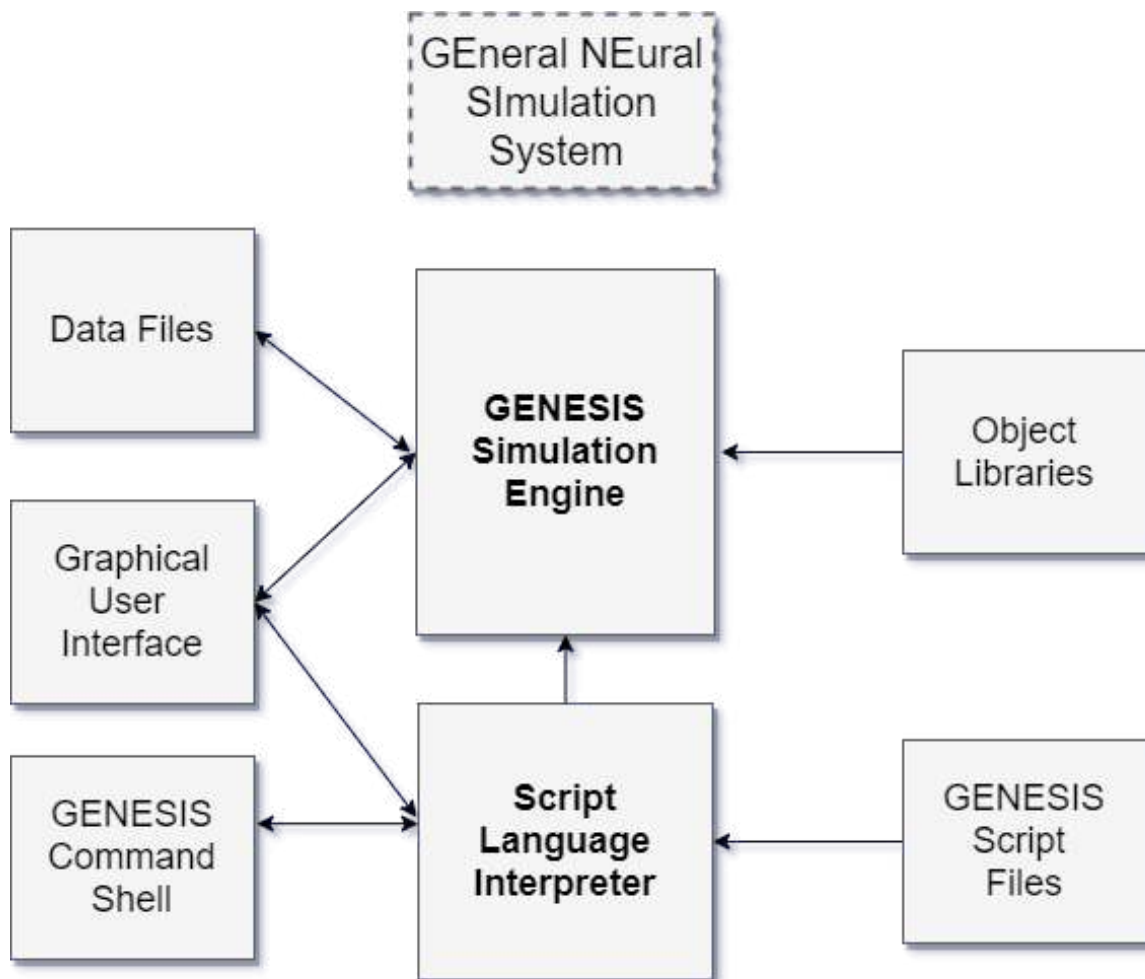 GEneral NEural
SImulation
System
Data Files
GENESIS
Simulation
Engine
Object
Libraries
Graphical
User
Interface
GENESIS
Command
Shell
Script
Language
Interpreter
GENESIS
Script
Files